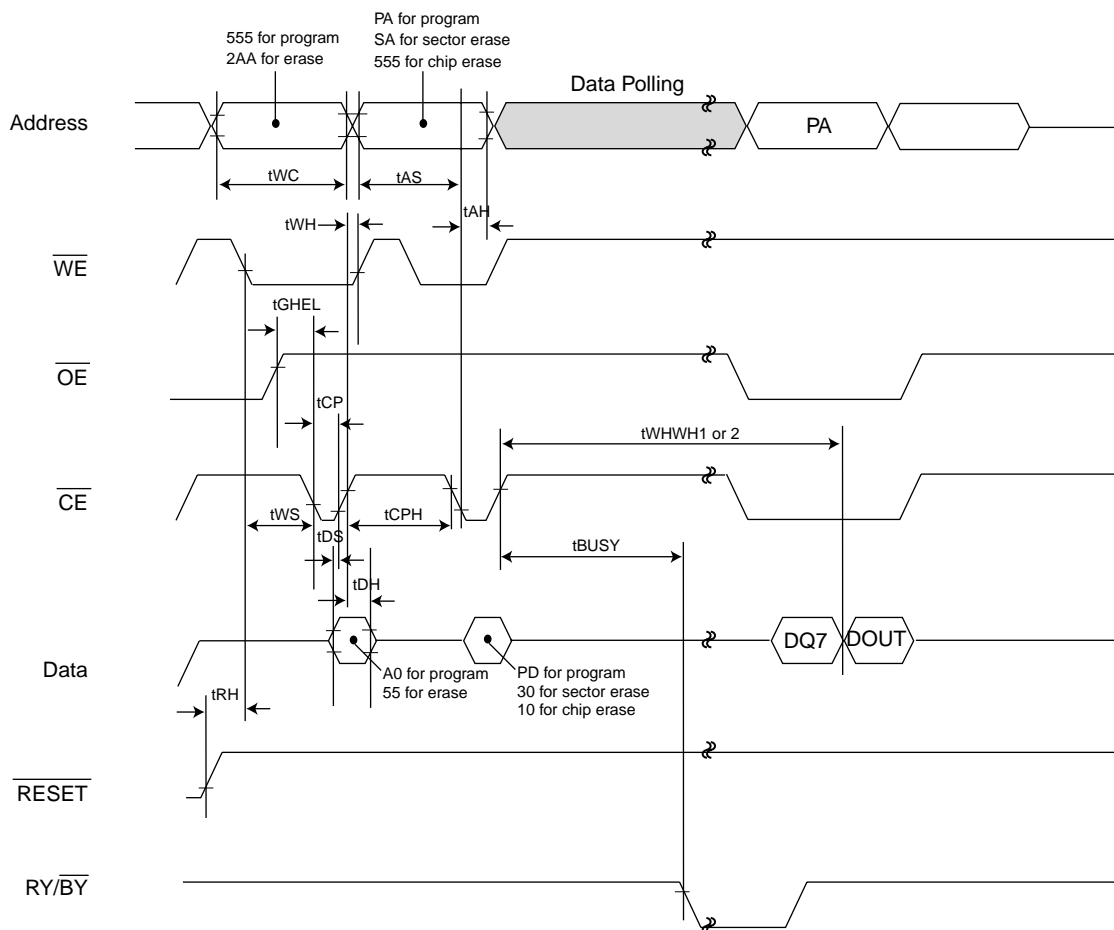 555 for program
2AA for erase
PA for program
SA for sector erase
555 for chip erase
Data Polling
Address
PA
tWC
tAS
tWH
tAH
WE
tGHEL
OE
tCP
tWHWH1 or 2
CE
tWS
tCPH
tDS
tBUSY
tDH
Data
DQ7
DOUT
A0 for program
55 for erase
PD for program
30 for sector erase
10 for chip erase
tRH
RESET
RY/BY